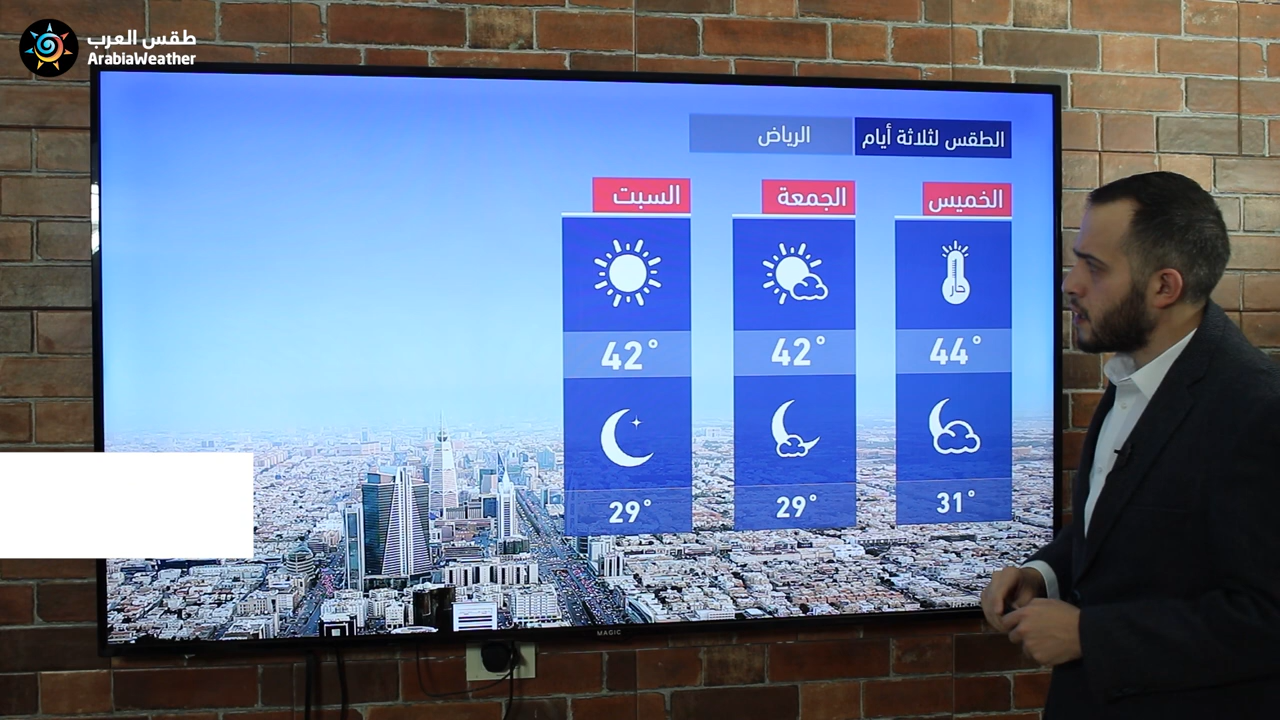 طقس العرب
ArabiaWeather
الطقس لثلاثة أيام
الرياض
الخميس
الجمعة
السبت
حار
44°
42°
42°
31°
29°
29°
MAGIC